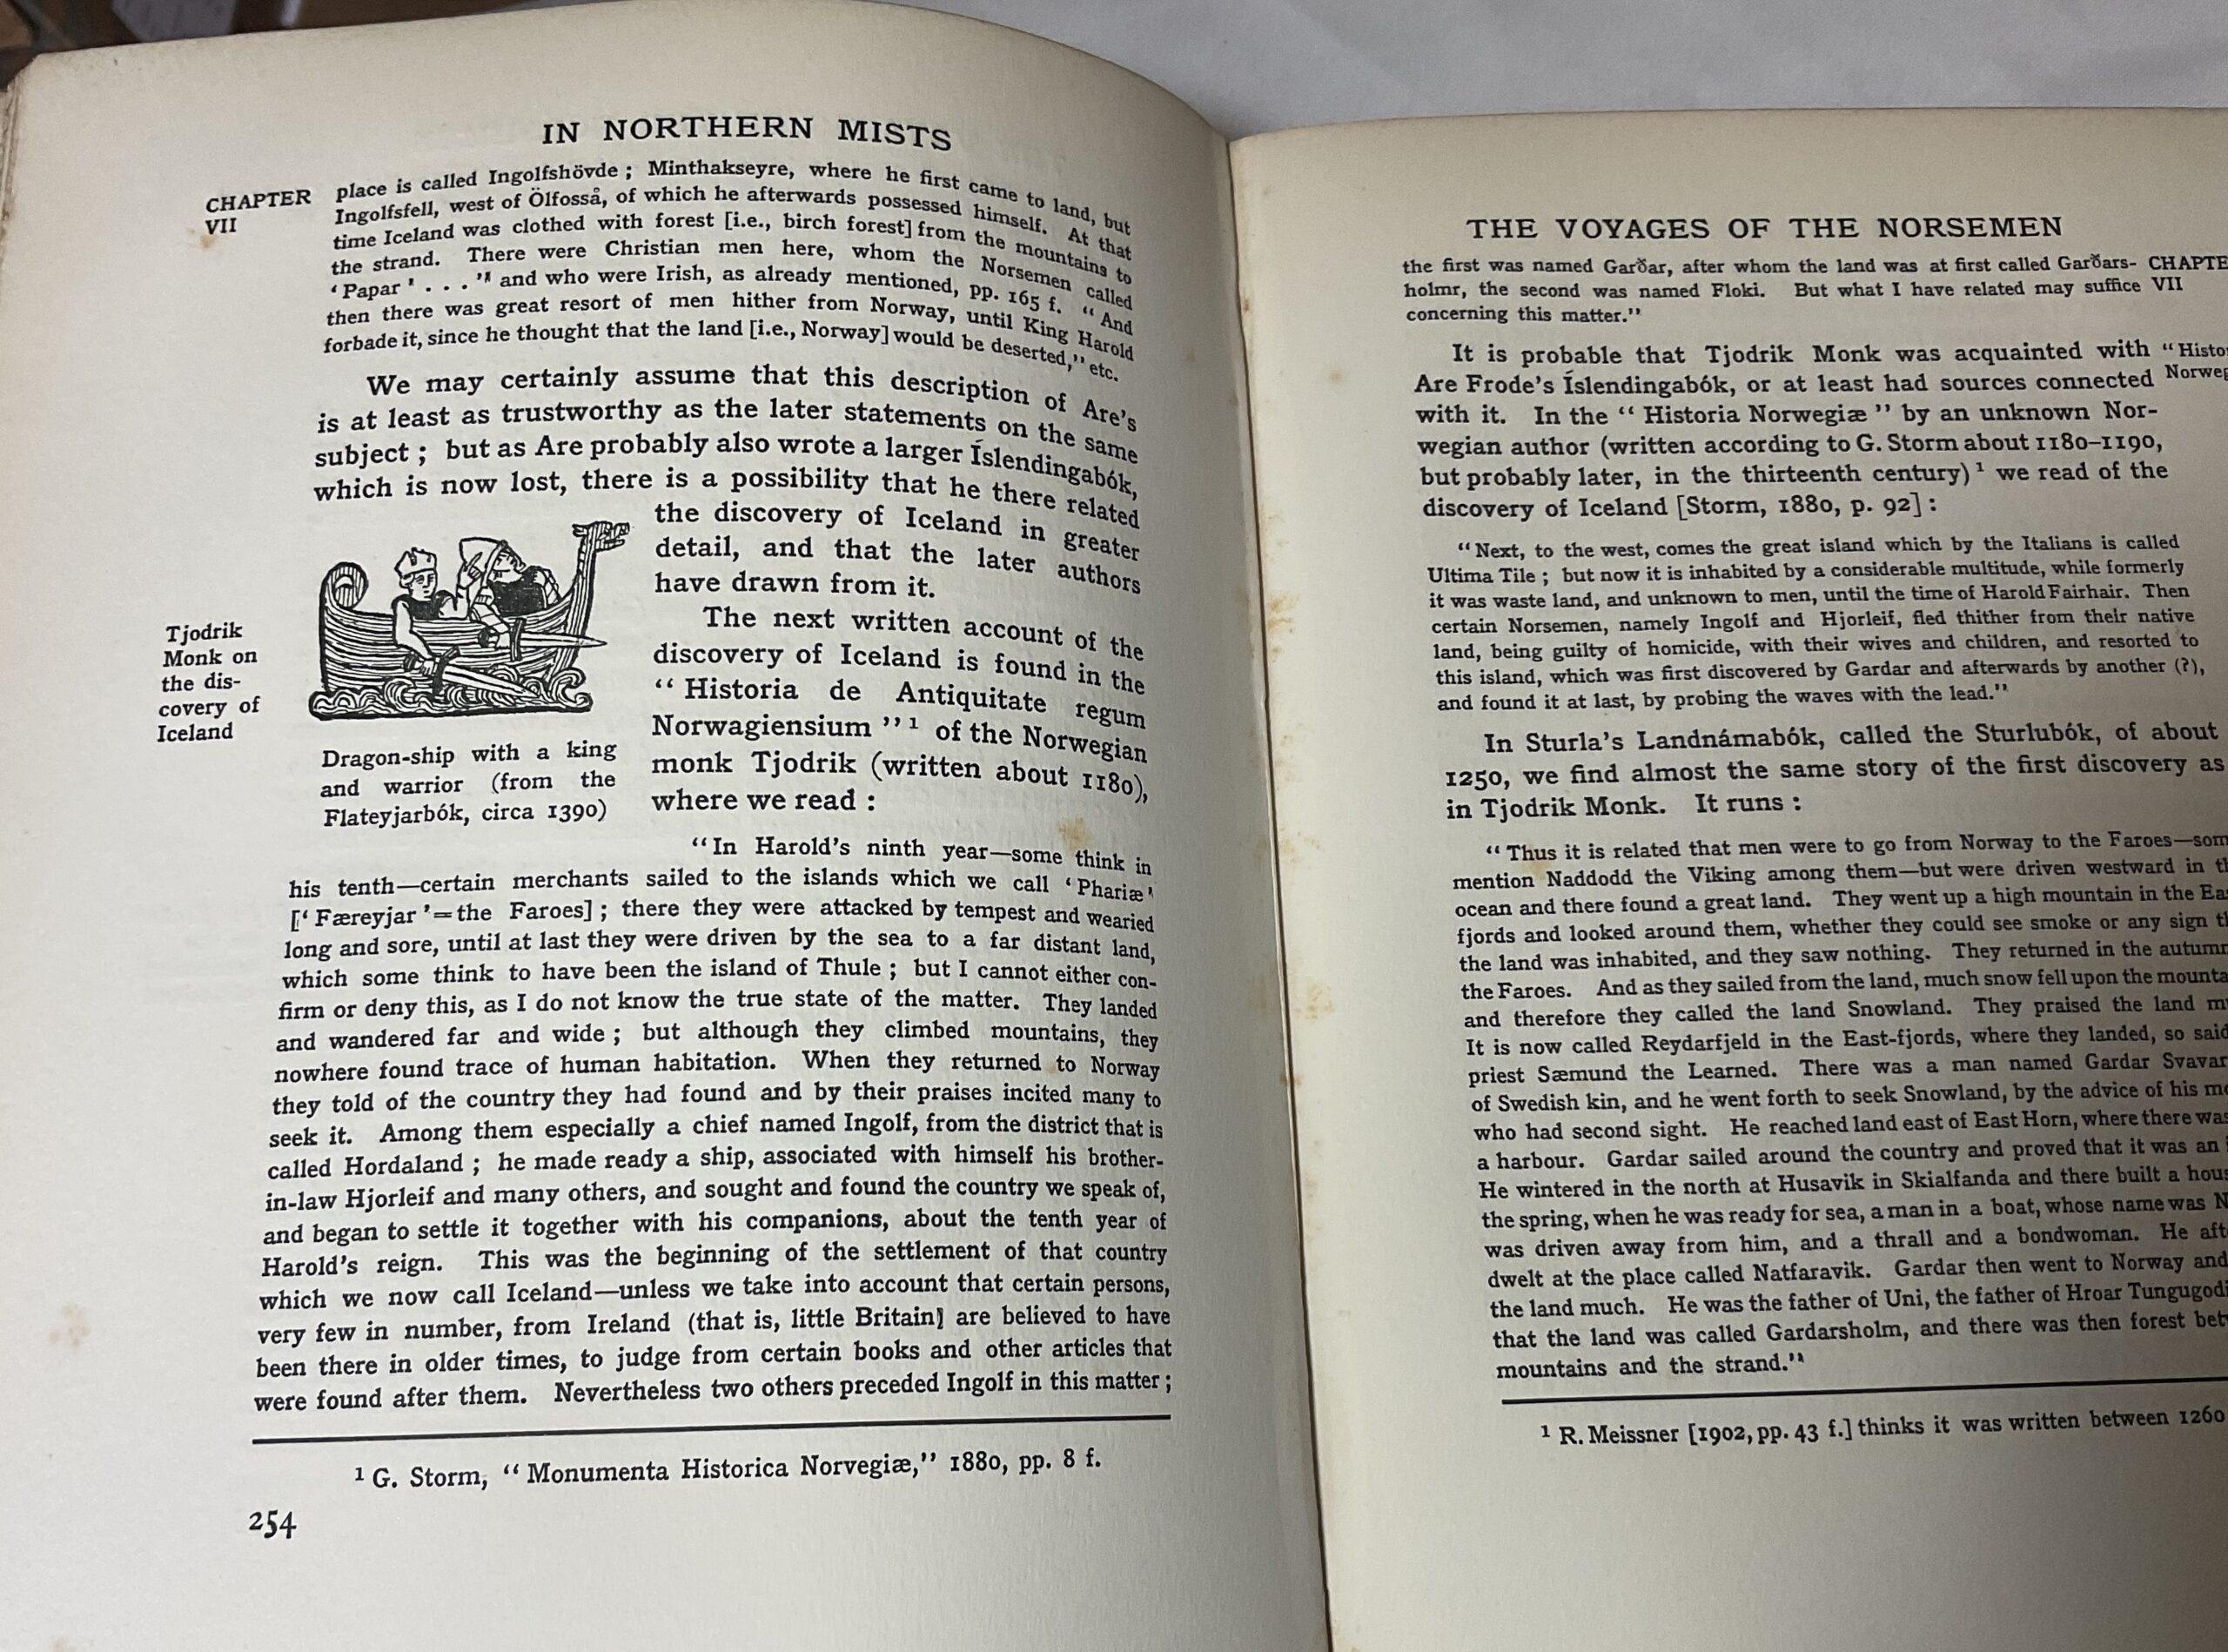 IN NORTHERN MISTS
CHAPTER
VII
place is called Ingolfshövde ; Minthakseyre, where he first came to land, but
Ingolfsfell, west of Ölfosså, of which he afterwards possessed himself. At that
time Iceland was clothed with forest [i.e., birch forest] from the mountains to
the strand. There were Christian men here, whom the Norsemen called
‘ Papar ’ . . . ’’ and who were Irish, as already mentioned, pp. 165 f. “ And
then there was great resort of men hither from Norway, until King Harold
forbade it, since he thought that the land [i.e., Norway] would be deserted,” etc.
We may certainly assume that this description of Are’s
is at least as trustworthy as the later statements on the same
subject ; but as Are probably also wrote a larger Íslendingabók,
which is now lost, there is a possibility that he there related
the discovery of Iceland in greater
detail, and that the later authors
have drawn from it.
Tjodrik
Monk on
the dis-
covery of
Iceland
Dragon-ship with a king
and warrior (from the
Flateyjarbók, circa 1390)
The next written account of the
discovery of Iceland is found in the
“ Historia de Antiquitate regum
Norwagiensium ” ¹ of the Norwegian
monk Tjodrik (written about 1180),
where we read :
“ In Harold’s ninth year—some think in
his tenth—certain merchants sailed to the islands which we call ‘ Phariæ ’
[‘ Færeyjar ’ = the Faroes] ; there they were attacked by tempest and wearied
long and sore, until at last they were driven by the sea to a far distant land,
which some think to have been the island of Thule ; but I cannot either con-
firm or deny this, as I do not know the true state of the matter. They landed
and wandered far and wide ; but although they climbed mountains, they
nowhere found trace of human habitation. When they returned to Norway
they told of the country they had found and by their praises incited many to
seek it. Among them especially a chief named Ingolf, from the district that is
called Hordaland ; he made ready a ship, associated with himself his brother-
in-law Hjorleif and many others, and sought and found the country we speak of,
and began to settle it together with his companions, about the tenth year of
Harold’s reign. This was the beginning of the settlement of that country
which we now call Iceland—unless we take into account that certain persons,
very few in number, from Ireland (that is, little Britain] are believed to have
been there in older times, to judge from certain books and other articles that
were found after them. Nevertheless two others preceded Ingolf in this matter ;
¹ G. Storm, “ Monumenta Historica Norvegiæ,” 1880, pp. 8 f.
254
THE VOYAGES OF THE NORSEMEN
the first was named Garðar, after whom the land was at first called Garðars- CHAPTE
holmr, the second was named Floki. But what I have related may suffice VII
concerning this matter.”
It is probable that Tjodrik Monk was acquainted with “ Histo
Are Frode’s Íslendingabók, or at least had sources connected Norweg
with it. In the “ Historia Norwegiæ ” by an unknown Nor-
wegian author (written according to G. Storm about 1180–1190,
but probably later, in the thirteenth century) ¹ we read of the
discovery of Iceland [Storm, 1880, p. 92] :
“ Next, to the west, comes the great island which by the Italians is called
Ultima Tile ; but now it is inhabited by a considerable multitude, while formerly
it was waste land, and unknown to men, until the time of Harold Fairhair. Then
certain Norsemen, namely Ingolf and Hjorleif, fled thither from their native
land, being guilty of homicide, with their wives and children, and resorted to
this island, which was first discovered by Gardar and afterwards by another (?),
and found it at last, by probing the waves with the lead.”
In Sturla’s Landnámabók, called the Sturlubók, of about
1250, we find almost the same story of the first discovery as
in Tjodrik Monk. It runs :
“ Thus it is related that men were to go from Norway to the Faroes—som
mention Naddodd the Viking among them—but were driven westward in th
ocean and there found a great land. They went up a high mountain in the Eas
fjords and looked around them, whether they could see smoke or any sign th
the land was inhabited, and they saw nothing. They returned in the autumn
the Faroes. And as they sailed from the land, much snow fell upon the mounta
and therefore they called the land Snowland. They praised the land m
It is now called Reydarfjeld in the East-fjords, where they landed, so said
priest Sæmund the Learned. There was a man named Gardar Svavar
of Swedish kin, and he went forth to seek Snowland, by the advice of his mo
who had second sight. He reached land east of East Horn, where there was
a harbour. Gardar sailed around the country and proved that it was an
He wintered in the north at Husavik in Skialfanda and there built a hous
the spring, when he was ready for sea, a man in a boat, whose name was N
was driven away from him, and a thrall and a bondwoman. He aft
dwelt at the place called Natfaravik. Gardar then went to Norway and
the land much. He was the father of Uni, the father of Hroar Tungugodi
that the land was called Gardarsholm, and there was then forest betw
mountains and the strand.”
¹ R. Meissner [1902, pp. 43 f.] thinks it was written between 1260